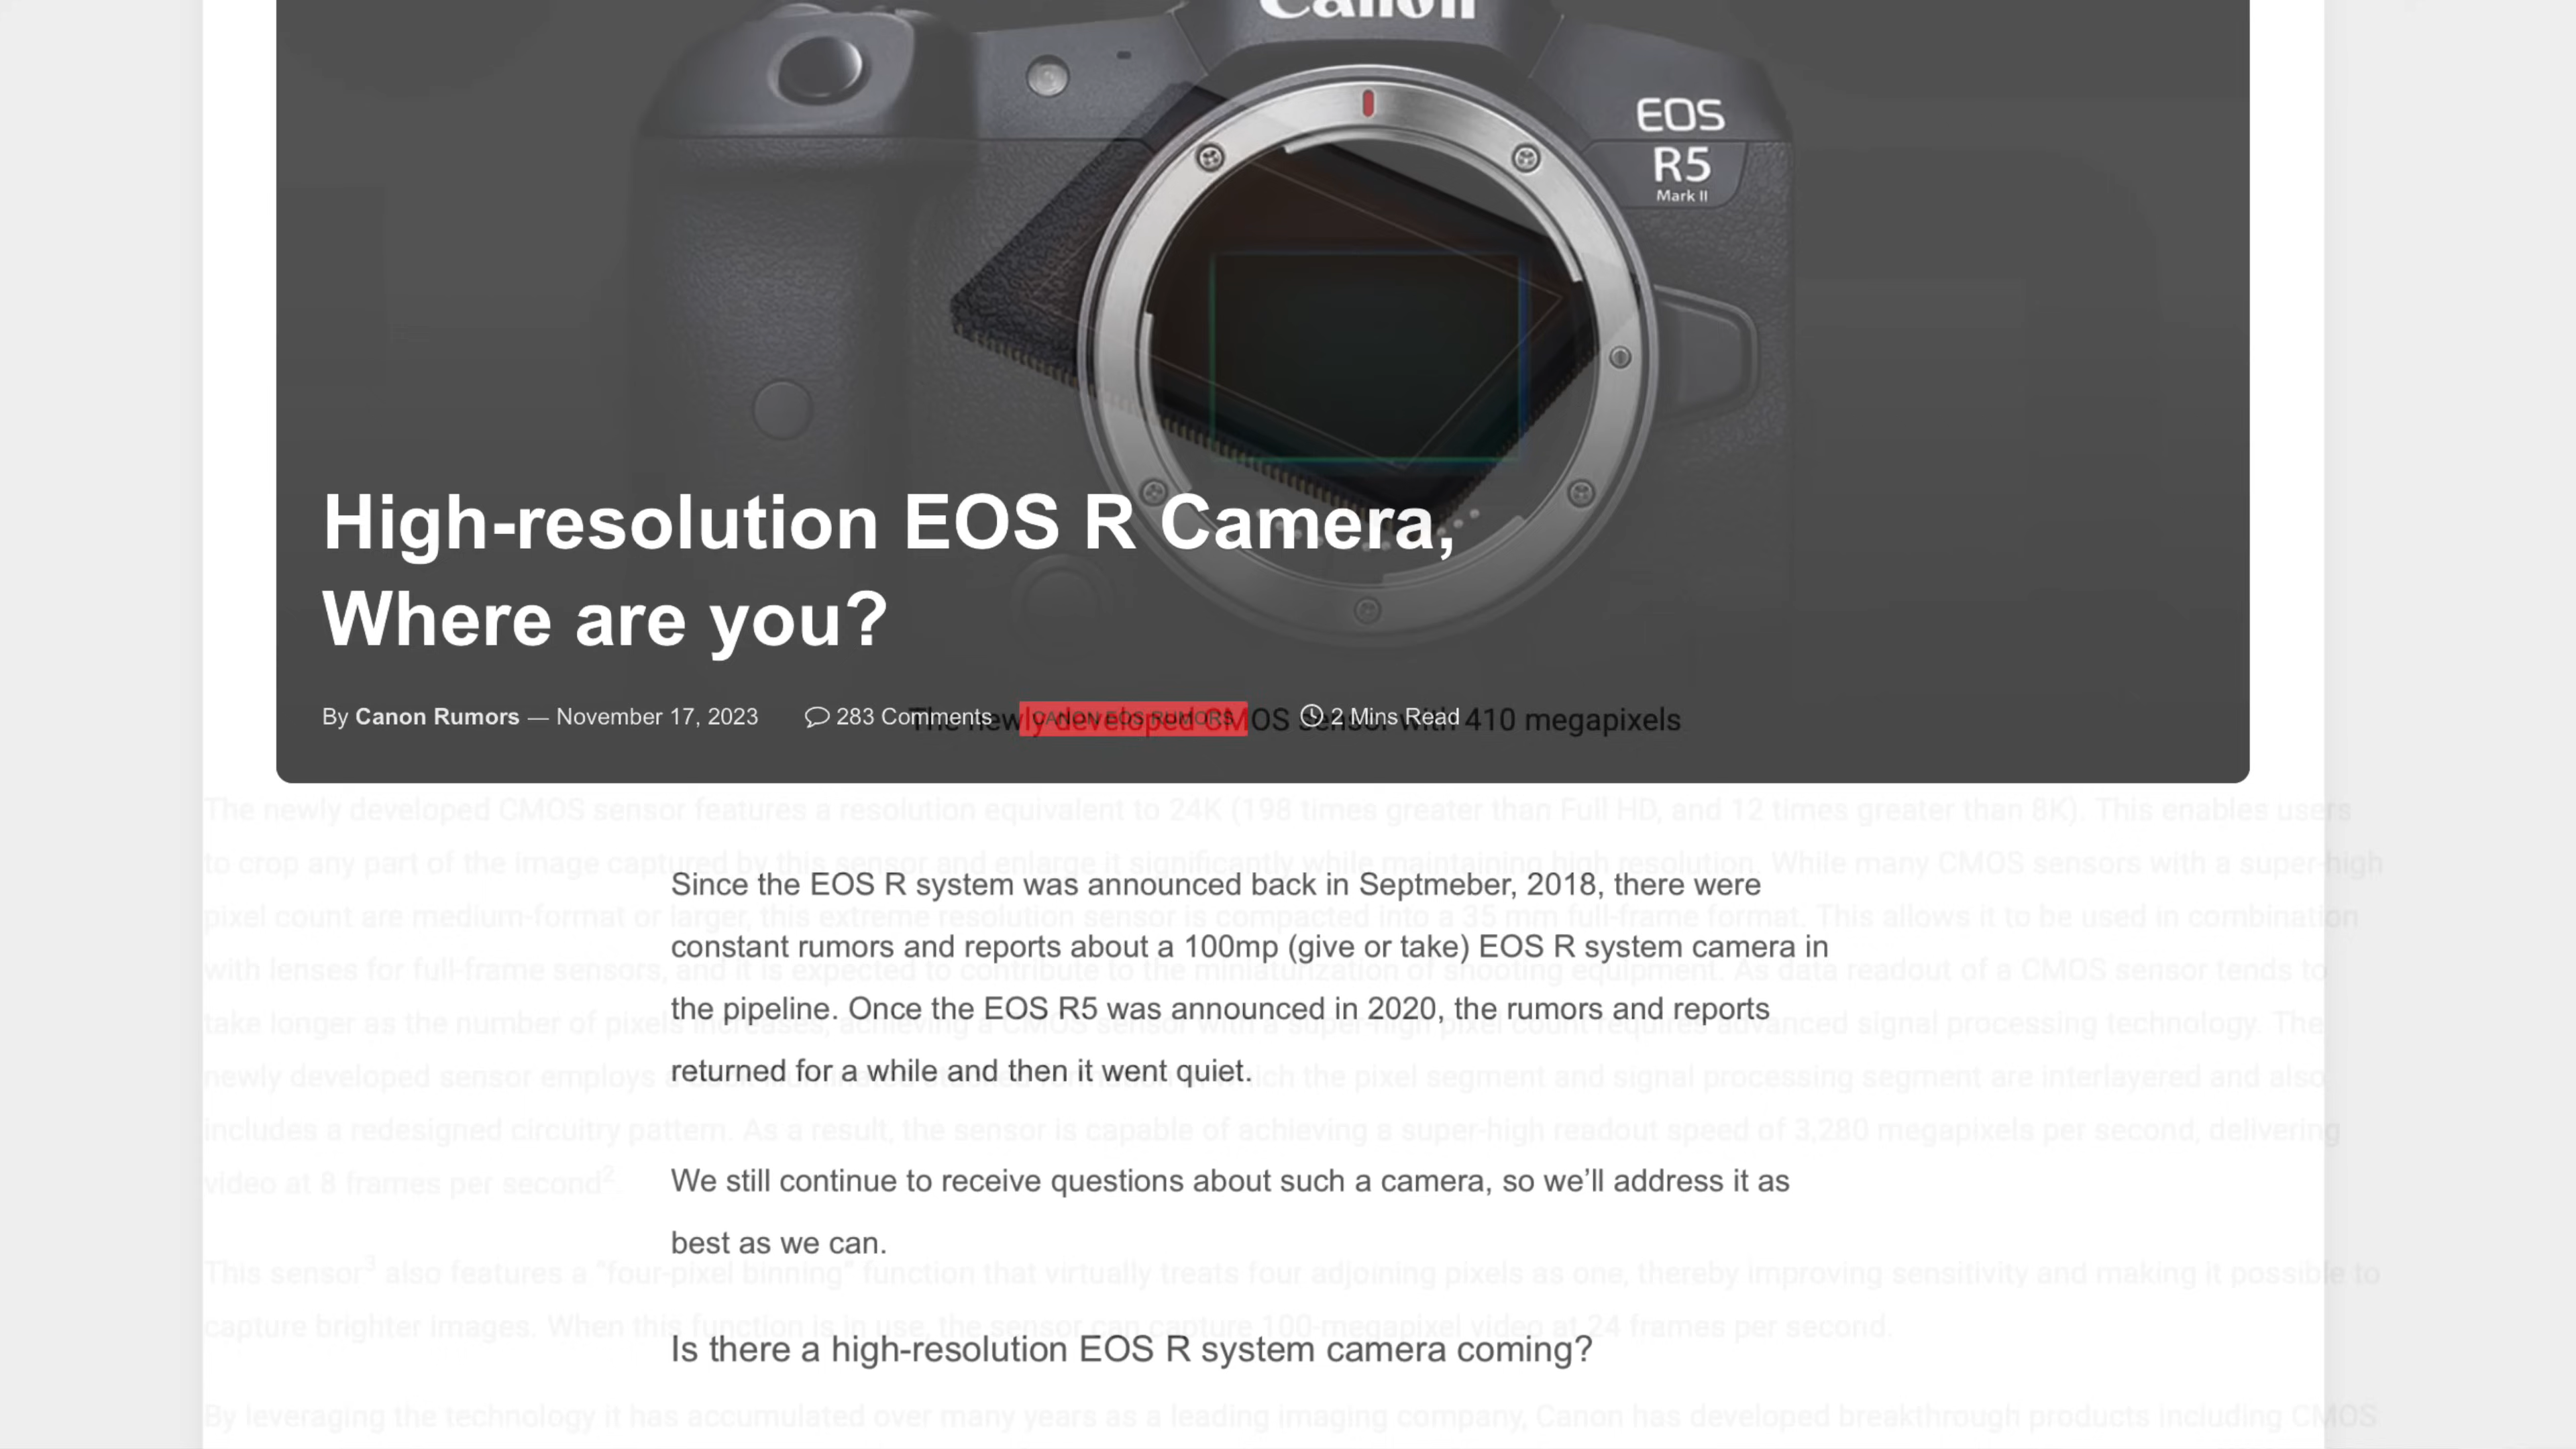 Canon
EOS
R5
Mark II
High-resolution EOS R Camera,
Where are you?
By Canon Rumors — November 17, 2023 283 Comments CANON EOS RUMORS 2 Mins Read
The newly developed CMOS sensor with 410 megapixels
The newly developed CMOS sensor features a resolution equivalent to 24K (198 times greater than Full HD, and 12 times greater than 8K). This enables users
to crop any part of the image captured by this sensor and enlarge it significantly while maintaining high resolution. While many CMOS sensors with a super-high
Since the EOS R system was announced back in Septmeber, 2018, there were
pixel count are medium-format or larger, this extreme resolution sensor is compacted into a 35 mm full-frame format. This allows it to be used in combination
constant rumors and reports about a 100mp (give or take) EOS R system camera in
with lenses for full-frame sensors, and it is expected to contribute to the miniaturization of shooting equipment. As data readout of a CMOS sensor tends to
the pipeline. Once the EOS R5 was announced in 2020, the rumors and reports
take longer as the number of pixels increases, achieving a CMOS sensor with a super-high pixel count requires advanced signal processing technology. The
returned for a while and then it went quiet.
newly developed sensor employs a which the pixel segment and signal processing segment are interlayered and also
includes a redesigned circuitry pattern. As a result, the sensor is capable of achieving a super-high readout speed of 3,280 megapixels per second, delivering
We still continue to receive questions about such a camera, so we'll address it as
video at 8 frames per second2.
best as we can.
This sensor3 also features a "four-pixel binning" function that virtually treats four adjoining pixels as one, thereby improving sensitivity and making it possible to
capture brighter images. When this function is in use, the sensor can capture 100-megapixel video at 24 frames per second.
Is there a high-resolution EOS R system camera coming?
By leveraging the technology it has accumulated over many years as a leading imaging company, Canon has developed breakthrough products including CMOS